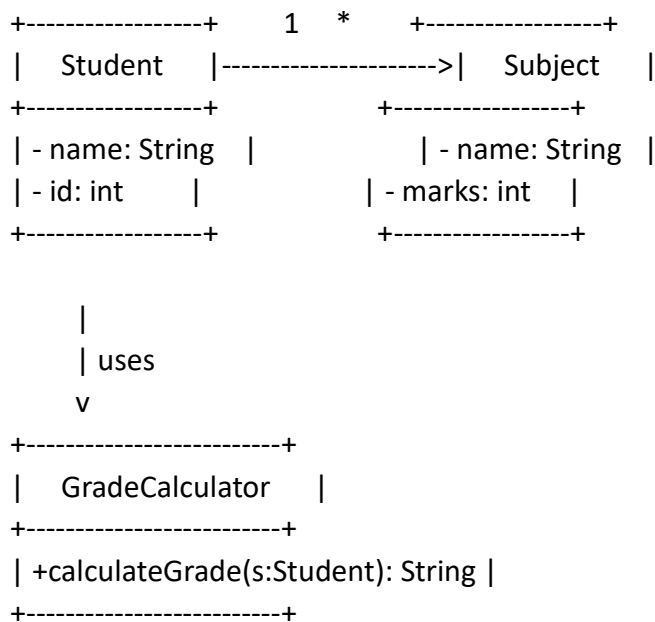 +------------------+ 1 * +------------------+
| Student |---------------------->| Subject |
+------------------+ +------------------+
| - name: String | | - name: String |
| - id: int | | - marks: int |
+------------------+ +------------------+
|
| uses
v
+--------------------------+
| GradeCalculator |
+--------------------------+
| +calculateGrade(s:Student): String |
+--------------------------+